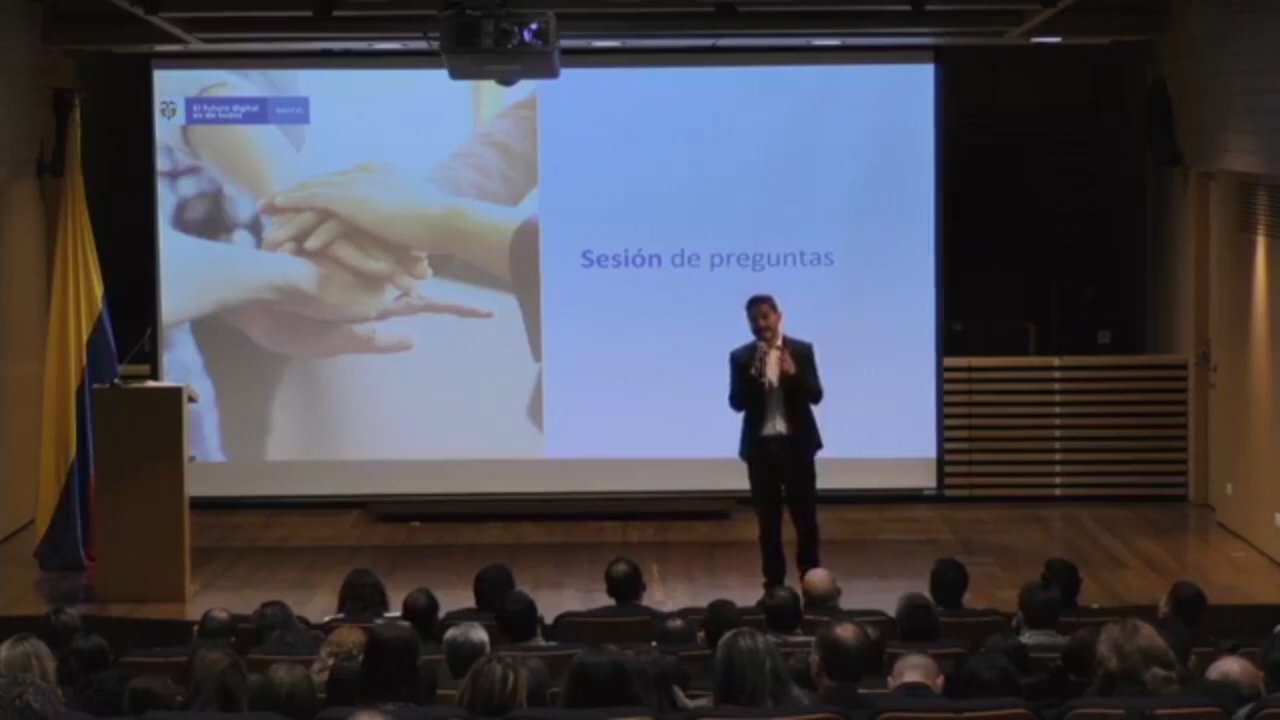 El futuro digital
es de todos
Sesión de preguntas